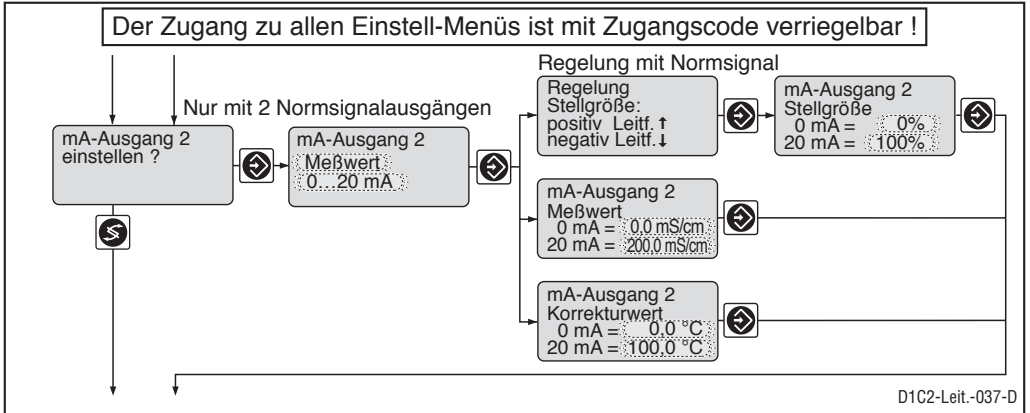 Der Zugang zu allen Einstell-Menüs ist mit Zugangscode verriegelbar !
Regelung mit Normsignal
Nur mit 2 Normsignalausgängen
mA-Ausgang 2
einstellen ?
mA-Ausgang 2
Meßwert
0...20 mA
Regelung
Stellgröße:
positiv Leitf.↑
negativ Leitf.↓
mA-Ausgang 2
Stellgröße
0 mA = 0%
20 mA = 100%
mA-Ausgang 2
Meßwert
0 mA = 0,0 mS/cm
20 mA = 200,0 mS/cm
mA-Ausgang 2
Korrekturwert
0 mA = 0,0 °C
20 mA = 100,0 °C
D1C2-Leit.-037-D